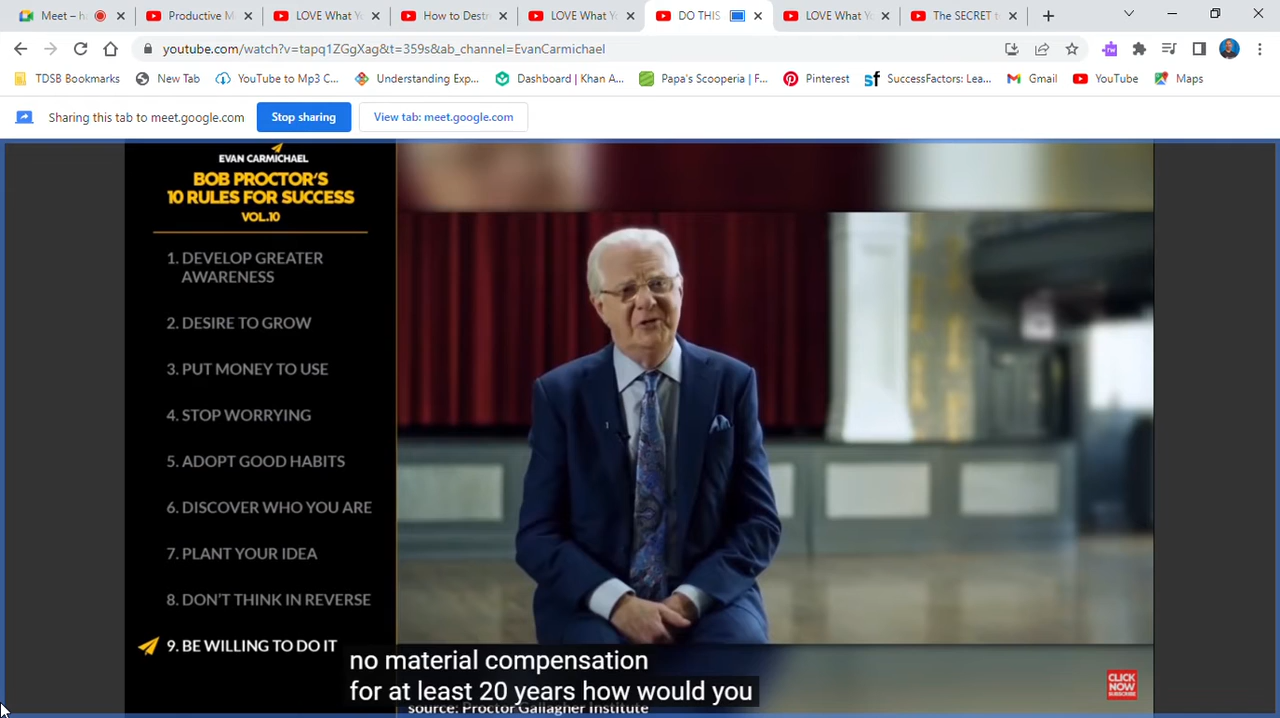 Meet – ha
Productive M
LOVE What Yo
How to Destr
LOVE What Yo
DO THIS
LOVE What Yo
The SECRET t
youtube.com/watch?v=tapq1ZGgXag&t=359s&ab_channel=EvanCarmichael
TDSB Bookmarks
New Tab
YouTube to Mp3 C...
Understanding Exp...
Dashboard | Khan A...
Papa's Scooperia | F...
Pinterest
SuccessFactors: Lea...
Gmail
YouTube
Maps
Sharing this tab to meet.google.com
Stop sharing
View tab: meet.google.com
EVAN CARMICHAEL
BOB PROCTOR'S
10 RULES FOR SUCCESS
VOL.10
1. DEVELOP GREATER
AWARENESS
2. DESIRE TO GROW
3. PUT MONEY TO USE
4. STOP WORRYING
5. ADOPT GOOD HABITS
6. DISCOVER WHO YOU ARE
7. PLANT YOUR IDEA
8. DON'T THINK IN REVERSE
9. BE WILLING TO DO IT
no material compensation
for at least 20 years how would you
source: Proctor Gallagher Institute
CLICK
NOW
SUBSCRIBE